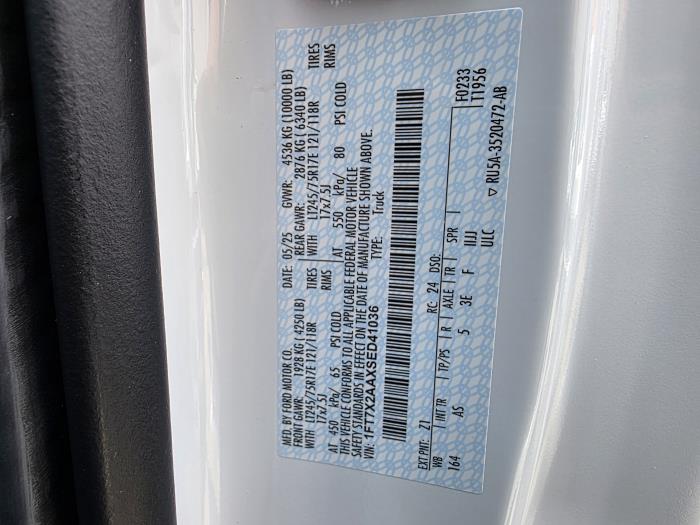 MFD. BY FORD MOTOR CO. DATE: 05/25 GVWR: 4536 KG (10000 LB)
FRONT GAWR: 1928 KG ( 4250 LB) REAR GAWR: 2876 KG ( 6340 LB)
WITH LT245/75R17E 121/118R TIRES WITH LT245/75R17E 121/118R TIRES
17x7.5J RIMS 17x7.5J RIMS
AT 450 kPa/ 65 PSI COLD AT 550 kPa/ 80 PSI COLD
THIS VEHICLE CONFORMS TO ALL APPLICABLE FEDERAL MOTOR VEHICLE
SAFETY STANDARDS IN EFFECT ON THE DATE OF MANUFACTURE SHOWN ABOVE.
VIN: 1FT7X2AAXSED41036 TYPE: Truck
F0233
T1956
EXT PNT: Z1 RC: 24 DSO:
WB INT TR TP/PS R AXLE TR SPR
164 AS 5 3E F IIJJ
ULC
▽ RU5A-3520472-AB